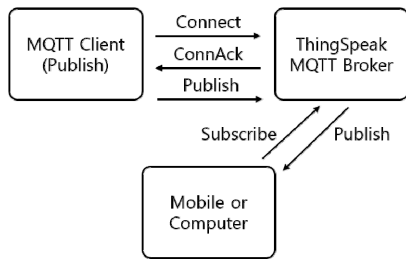 Connect
MQTT Client
(Publish)
ConnAck
ThingSpeak
MQTT Broker
Publish
Subscribe
Publish
Mobile or
Computer